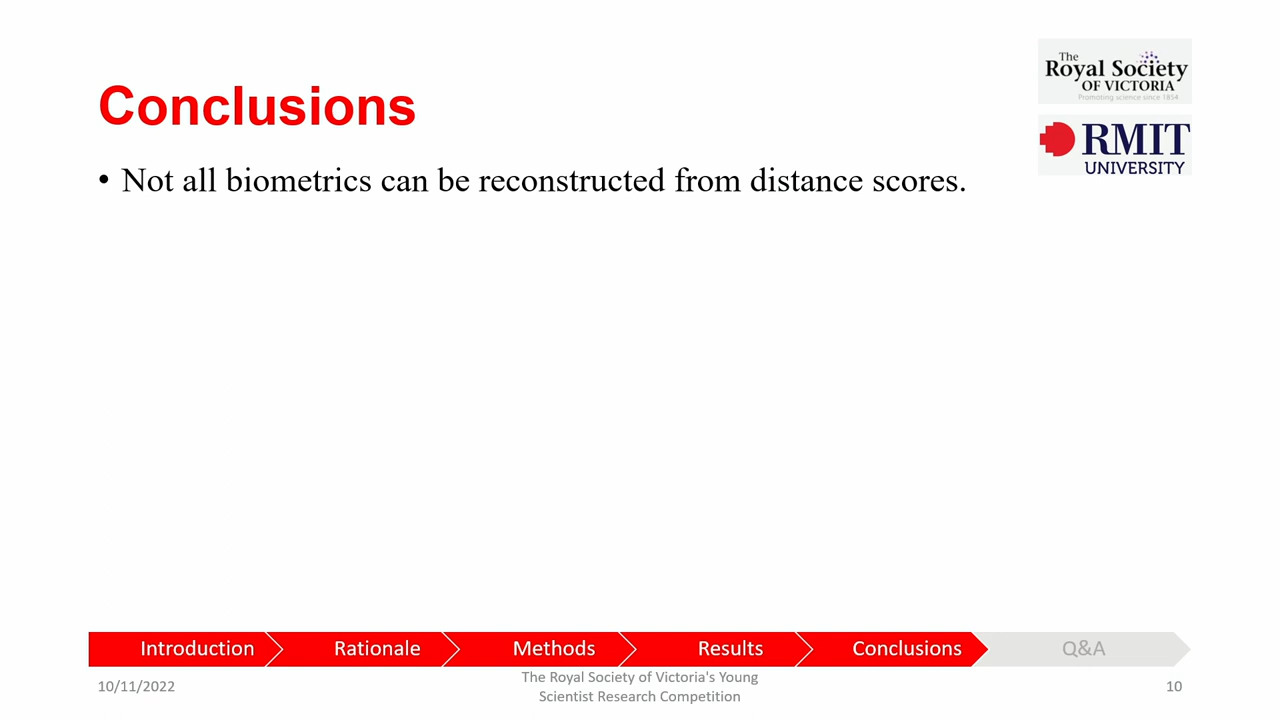 The
Royal Society
OF VICTORIA
Promoting science since 1854
Conclusions
RMIT
UNIVERSITY
• Not all biometrics can be reconstructed from distance scores.
Introduction
Rationale
Methods
Results
Conclusions
Q&A
10/11/2022
The Royal Society of Victoria's Young
Scientist Research Competition
10